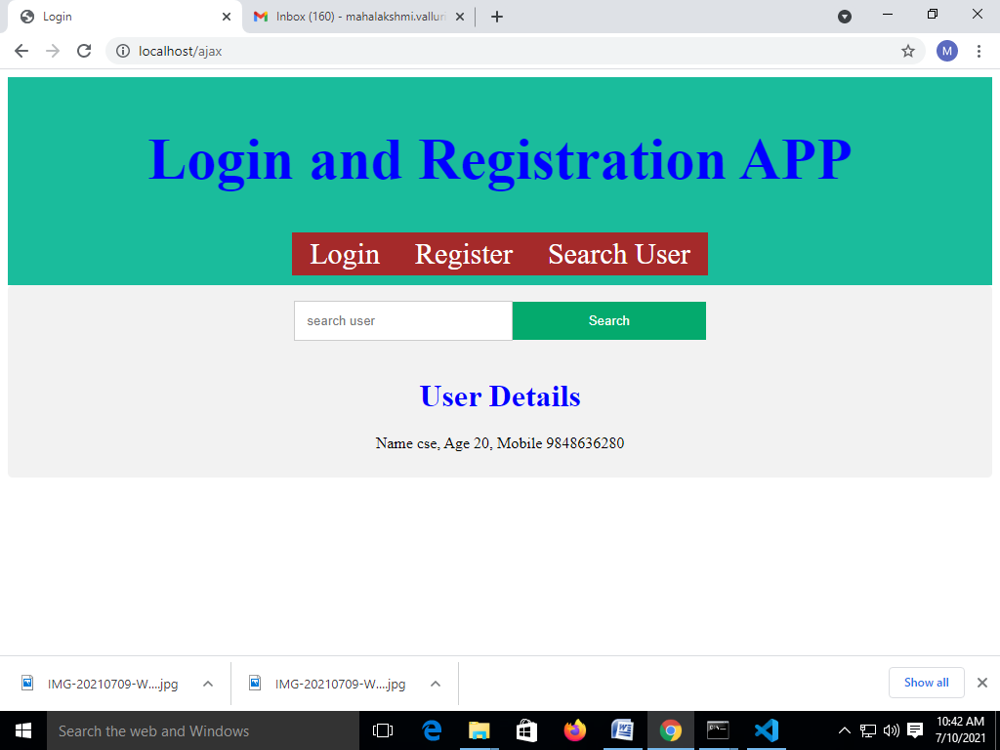 Login
Inbox (160) - mahalakshmi.vallur
localhost/ajax
M
Login and Registration APP
Login Register Search User
search user
Search
User Details
Name cse, Age 20, Mobile 9848636280
IMG-20210709-W....jpg
IMG-20210709-W....jpg
Show all
Search the web and Windows
10:42 AM
7/10/2021